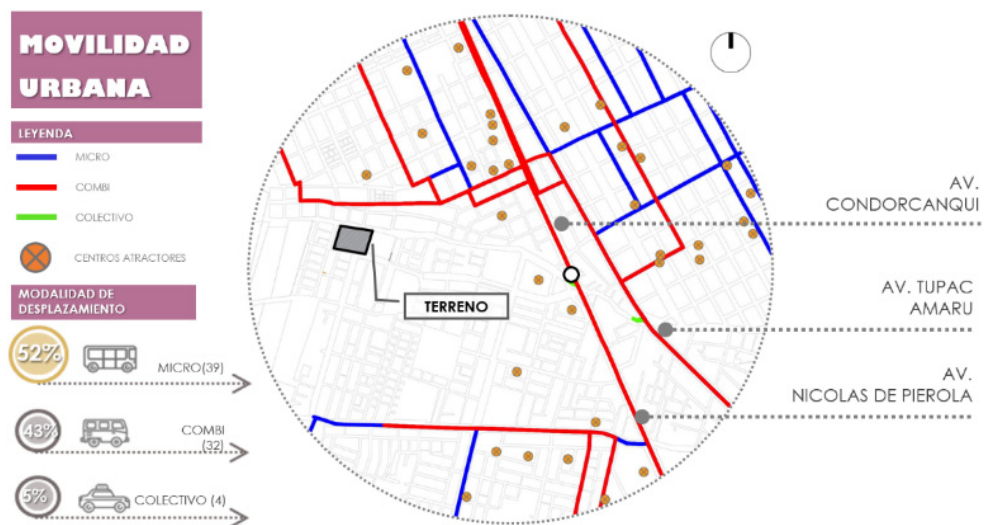 MOVILIDAD
URBANA
LEYENDA
MICRO
COMBI
COLECTIVO
CENTROS ATRACTORES
MODALIDAD DE
DESPLAZAMIENTO
52%
MICRO(39)
43%
COMBI
(32)
5%
COLECTIVO (4)
TERRENO
AV.
CONDORCANQUI
AV. TUPAC
AMARU
AV.
NICOLAS DE PIEROLA